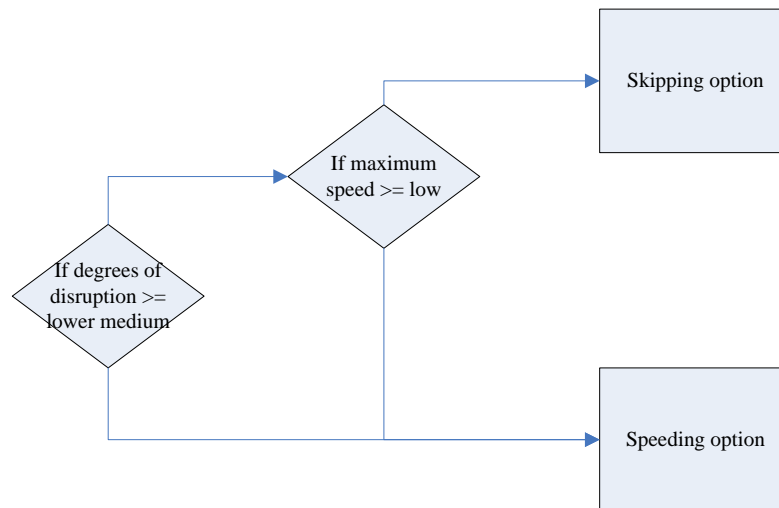 Skipping option
If maximum
speed >= low
If degrees of
disruption >=
lower medium
Speeding option